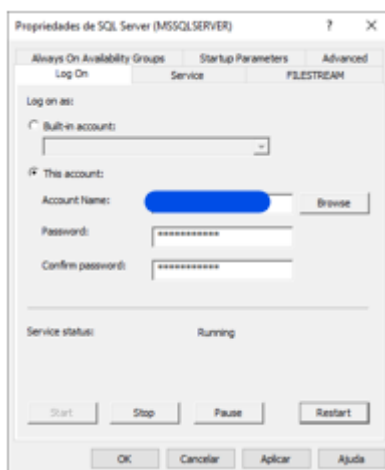 Propriedades de SQL Server (MSSQLSERVER) ? X
Always On Availability Groups Startup Parameters Advanced
Log On Service FILESTREAM
Log on as:
Built-in account:
This account:
Account Name: Browse
Password: ***********
Confirm password: ***********
Service status: Running
Start Stop Pause Restart
OK Cancelar Aplicar Ajuda